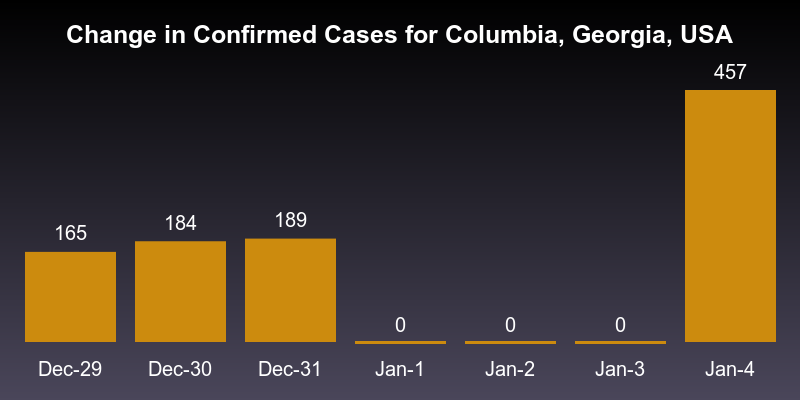 Change in Confirmed Cases for Columbia, Georgia, USA
457
165 184 189 0 0 0
Dec-29 Dec-30 Dec-31 Jan-1 Jan-2 Jan-3 Jan-4